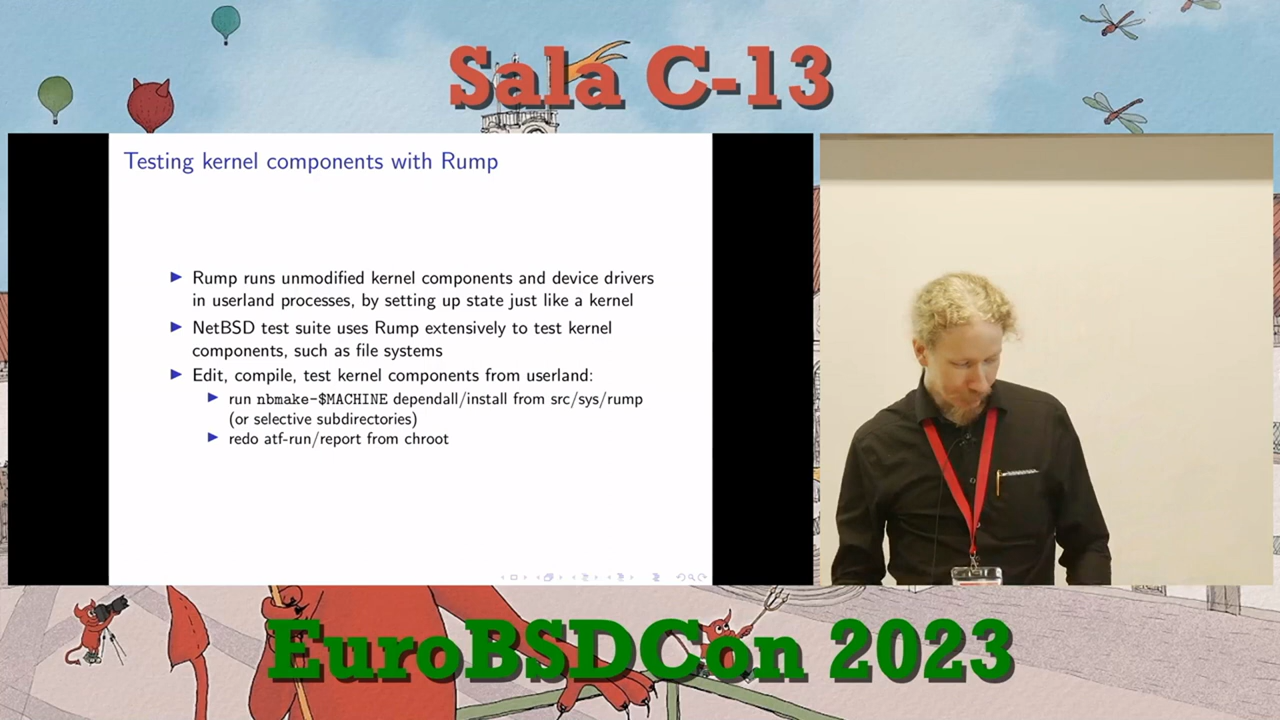 Sala C-13
Testing kernel components with Rump
▶ Rump runs unmodified kernel components and device drivers
in userland processes, by setting up state just like a kernel
▶ NetBSD test suite uses Rump extensively to test kernel
components, such as file systems
▶ Edit, compile, test kernel components from userland:
▶ run nbmake-$MACHINE dependall/install from src/sys/rump
(or selective subdirectories)
▶ redo atf-run/report from chroot
EuroBSDCon 2023